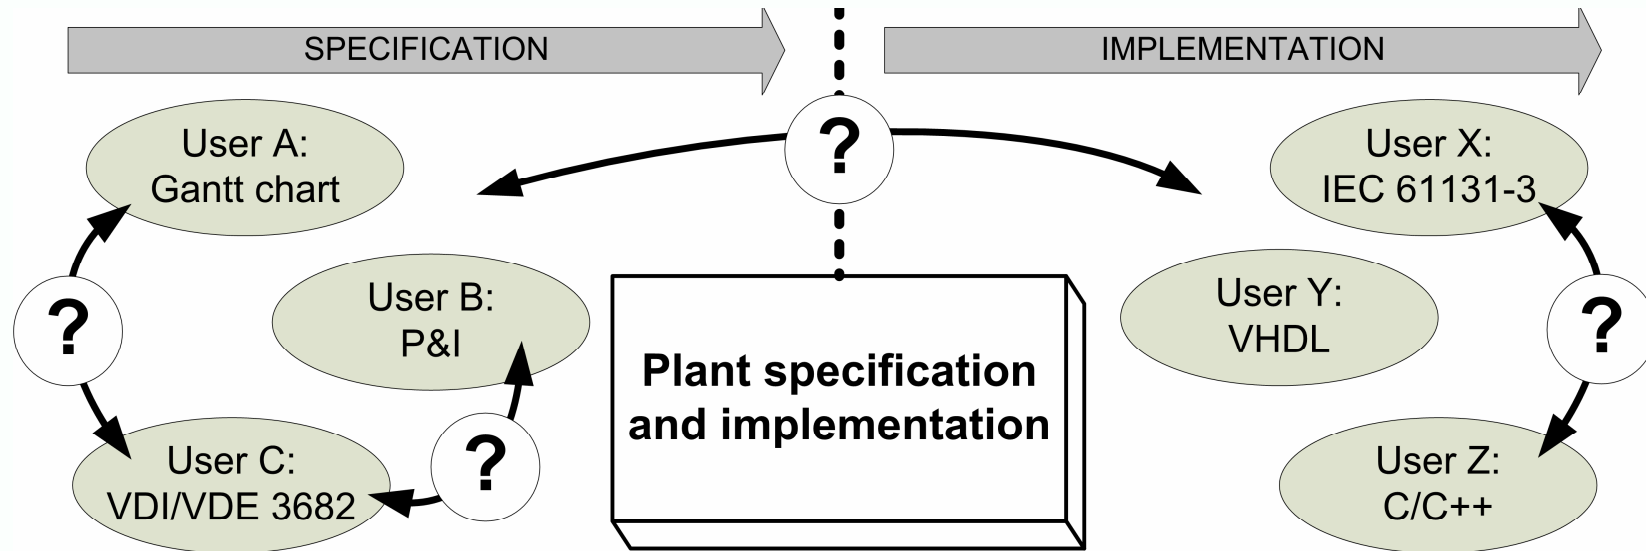 SPECIFICATION
IMPLEMENTATION
?
User A:
Gantt chart
User X:
IEC 61131-3
?
User B:
P&I
User Y:
VHDL
?
Plant specification
and implementation
User C:
VDI/VDE 3682
?
User Z:
C/C++